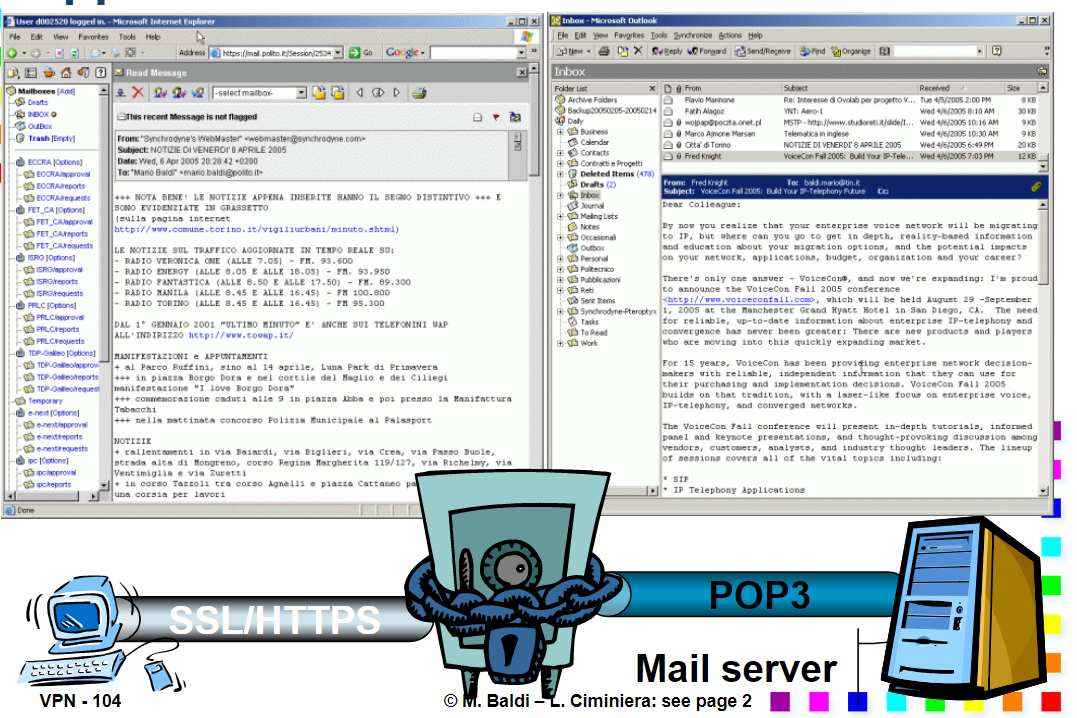 User d002520 logged in. - Microsoft Internet Explorer
File Edit View Favorites Tools Help
Address https://mail.polito.it/Session/2534 Go Google
Mailboxes [Add]
Drafts
INBOX
OutBox
Trash [Empty]
ECCRA [Options]
ECCRA/approval
ECCRA/reports
ECCRA/requests
FET_CA [Options]
FET_CA/approval
FET_CA/reports
FET_CA/requests
ISRG [Options]
ISRG/approval
ISRG/reports
ISRG/requests
PRLC [Options]
PRLC/approval
PRLC/reports
PRLC/requests
TDP-Galileo [Options]
TDP-Galileo/approv
TDP-Galileo/reports
TDP-Galileo/request
Temporary
e-next [Options]
e-next/approval
e-next/reports
e-next/requests
ipc [Options]
ipc/approval
ipc/reports
Done
Read Message
-select mailbox-
This recent Message is not Flagged
From: "Synchrodyne's WebMaster" <webmaster@synchrodyne.com>
Subject: NOTIZIE DI VENERDI' 8 APRILE 2005
Date: Wed, 6 Apr 2005 20:28:42 +0200
To: "Mario Baldi" <mario.baldi@polito.it>
+++ NOTA BENE! LE NOTIZIE APPENA INSERITE HANNO IL SEGNO DISTINTIVO +++ E
SONO EVIDENZIATE IN GRASSETTO
(sulla pagina internet
http://www.comune.torino.it/vigiliurbani/minuto.shtml)
LE NOTIZIE SUL TRAFFICO AGGIORNATE IN TEMPO REALE SU:
- RADIO VERONICA ONE (ALLE 7.05) - FM. 93.600
- RADIO ENERGY (ALLE 8.05 E ALLE 18.05) - FM. 93.950
- RADIO FANTASTICA (ALLE 8.50 E ALLE 17.50) - FM. 89.300
- RADIO MANILA (ALLE 8.45 E ALLE 16.45) - FM 100.800
- RADIO TORINO (ALLE 8.45 E ALLE 16.45) - FM 95.300
DAL 1° GENNAIO 2001 "ULTIMO MINUTO" E' ANCHE SUI TELEFONINI WAP
ALL'INDIRIZZO http://www.towap.it/
MANIFESTAZIONI e APPUNTAMENTI
+ al Parco Ruffini, sino al 14 aprile, Luna Park di Primavera
+++ in piazza Borgo Dora e nel cortile del Maglio e dei Ciliegi
manifestazione "I love Borgo Dora"
+++ commemorazione caduti alle 9 in piazza Abba e poi presso la Manifattura
Tabacchi
+++ nella mattinata concorso Polizia Municipale al Palasport
NOTIZIE
+ rallentamenti in via Baiardi, via Biglieri, via Crea, via Passo Buole,
strada alta di Mongreno, corso Regina Margherita 119/127, via Richelmy, via
Ventimiglia e via Zuretti
+ in corso Tazzoli tra corso Agnelli e piazza Cattaneo
una corsia per lavori
Inbox - Microsoft Outlook
File Edit View Favorites Tools Synchronize Actions Help
New Reply Forward Send/Receive Find Organize
Inbox
Folder List
Archive Folders
Backup20050205-20050214
Daily
Business
Calendar
Contacts
Contratti e Progetti
Deleted Items (478)
Drafts (2)
Inbox
Journal
Mailing Lists
Notes
Occasionali
Outbox
Personal
Politecnico
Pubblicazioni
Reti
Sent Items
Synchrodyne-Pteroptyx
Tasks
To Read
Work
From Subject Received Size
Flavio Marinone Re: Interesse di Ovolab per progetto V... Tue 4/5/2005 2:00 PM 8 KB
Fatih Alagoz YNT: Aero-1 Wed 4/6/2005 8:10 AM 30 KB
wojpap@poczta.onet.pl MSTP - http://www.studioreti.it/slide/I... Wed 4/6/2005 10:16 AM 9 KB
Marco Ajmone Marsan Telematica in inglese Wed 4/6/2005 10:30 AM 9 KB
Citta' di Torino NOTIZIE DI VENERDI' 8 APRILE 2005 Wed 4/6/2005 6:49 PM 20 KB
Fred Knight VoiceCon Fall 2005: Build Your IP-Tele... Wed 4/6/2005 7:03 PM 12 KB
From: Fred Knight To: baldi.mario@tin.it
Subject: VoiceCon Fall 2005: Build Your IP-Telephony Future Cc:
Dear Colleague:
By now you realize that your enterprise voice network will be migrating
to IP, but where can you go to get in depth, reality-based information
and education about your migration options, and the potential impacts
on your network, applications, budget, organization and your career?
There's only one answer - VoiceCon®, and now we're expanding: I'm proud
to announce the VoiceCon Fall 2005 conference
<http://www.voiceconfall.com>, which will be held August 29 -September
1, 2005 at the Manchester Grand Hyatt Hotel in San Diego, CA. The need
for reliable, up-to-date information about enterprise IP-telephony and
convergence has never been greater: There are new products and players
who are moving into this quickly expanding market.
For 15 years, VoiceCon has been providing enterprise network decision-
makers with reliable, independent information that they can use for
their purchasing and implementation decisions. VoiceCon Fall 2005
builds on that tradition, with a laser-like focus on enterprise voice,
IP-telephony, and converged networks.
The VoiceCon Fall conference will present in-depth tutorials, informed
panel and keynote presentations, and thought-provoking discussion among
vendors, customers, analysts, and industry thought leaders. The lineup
of sessions covers all of the vital topics including:
* SIP
* IP Telephony Applications
SSL/HTTPS
POP3
Mail server
VPN - 104
© M. Baldi – L. Ciminiera: see page 2